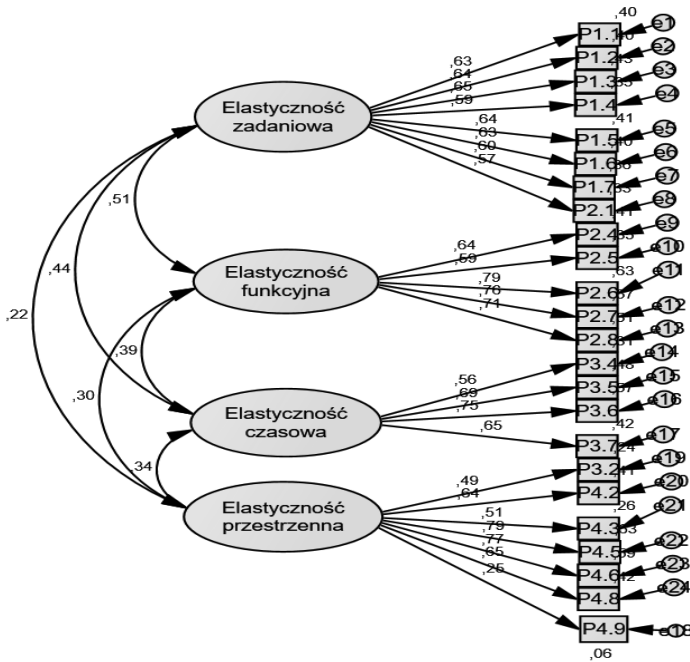 ,40
P1.1
e1
,63
P1.2
e2
,64
P1.3
e3
,65
P1.4
e4
,59
Elastyczność
zadaniowa
,41
,64
P1.5
e5
,63
P1.6
e6
,60
P1.7
e7
,57
P2.1
e8
,51
,64
P2.4
e9
,59
P2.5
e10
,44
Elastyczność
funkcyjna
,63
,79
P2.6
e11
,76
P2.7
e12
,71
P2.8
e13
,22
,39
,56
P3.4
e14
,69
P3.5
e15
,30
,75
P3.6
e16
Elastyczność
czasowa
,42
,65
P3.7
e17
,34
,49
P3.2
e19
,64
P4.2
e20
Elastyczność
przestrzenna
,26
,51
P4.3
e21
,79
P4.5
e22
,77
P4.6
e23
,65
P4.8
e24
,25
P4.9
e18
,06